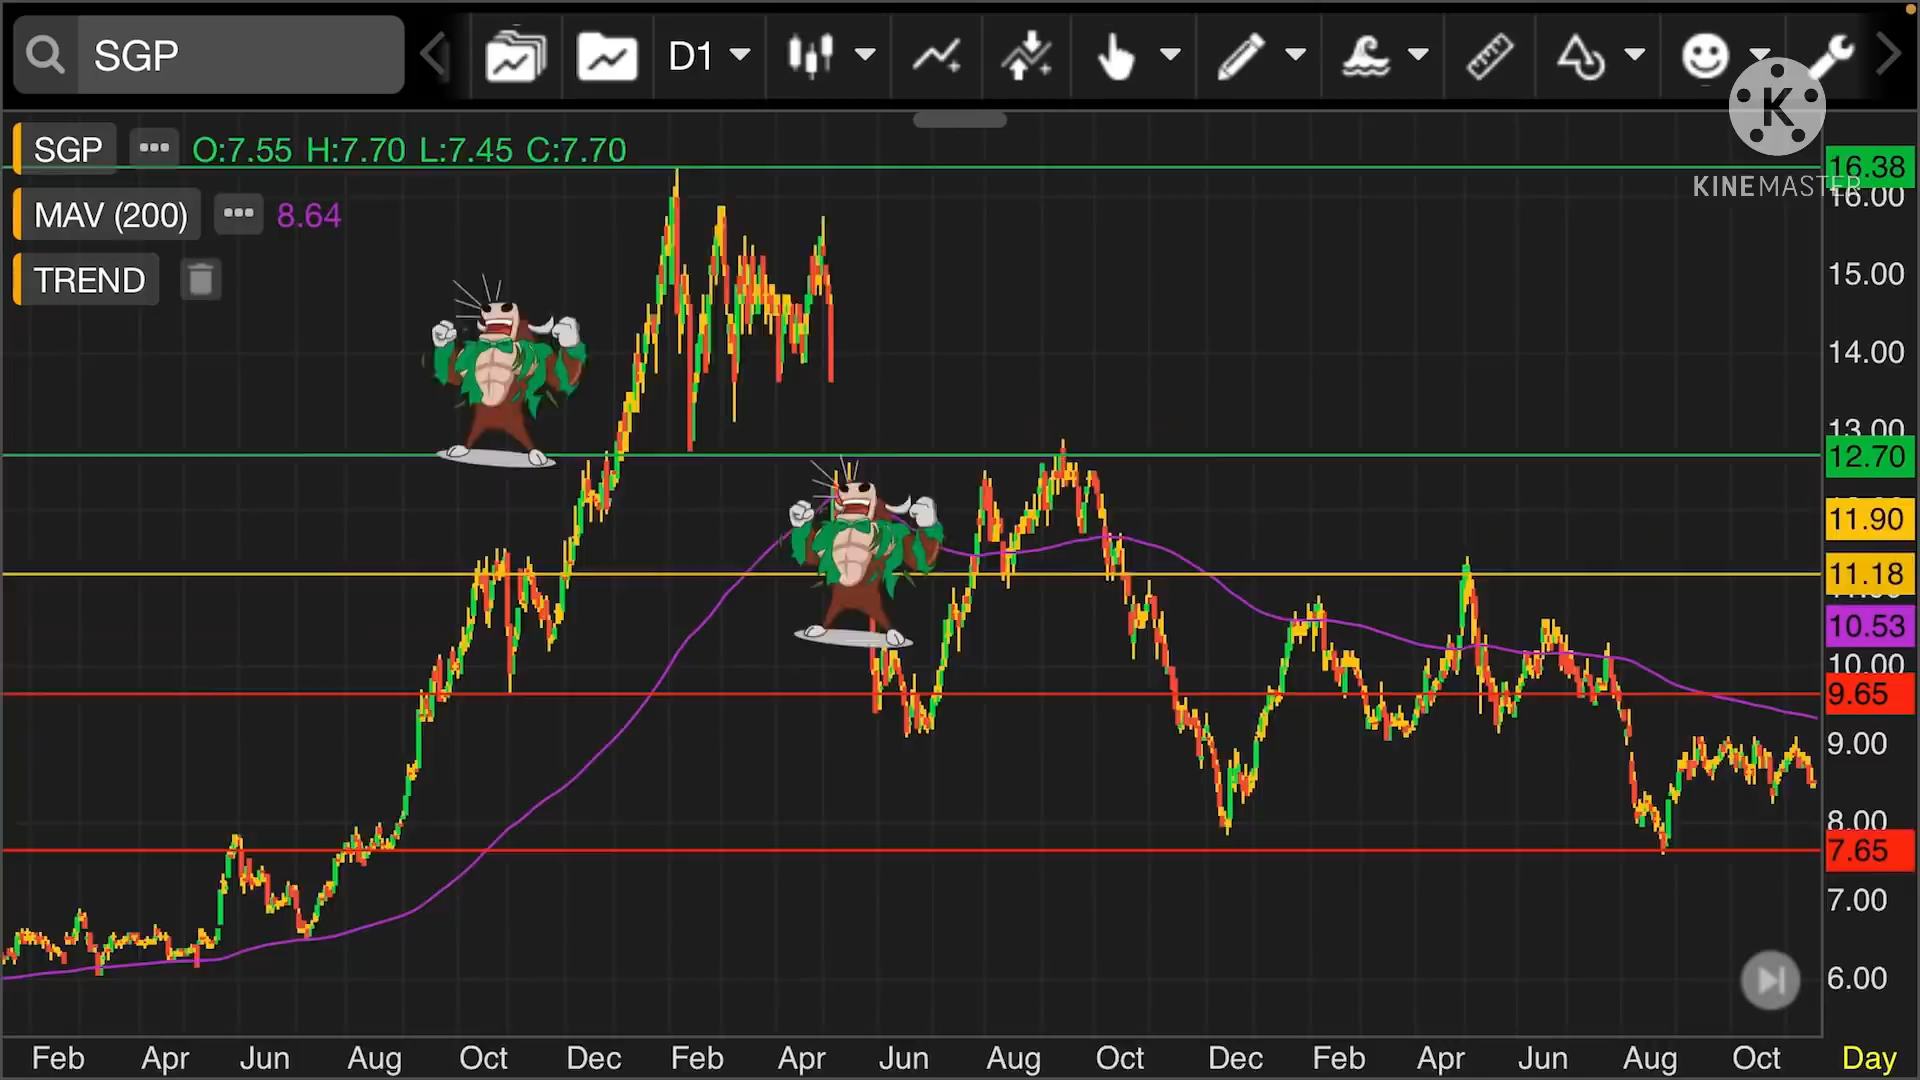 SGP
D1
K
KINEMASTER
SGP ••• O:7.55 H:7.70 L:7.45 C:7.70
MAV (200) ••• 8.64
TREND
16.38
16.00
15.00
14.00
13.00
12.70
11.90
11.18
10.53
10.00
9.65
9.00
8.00
7.65
7.00
6.00
Feb Apr Jun Aug Oct Dec Feb Apr Jun Aug Oct Dec Feb Apr Jun Aug Oct Day